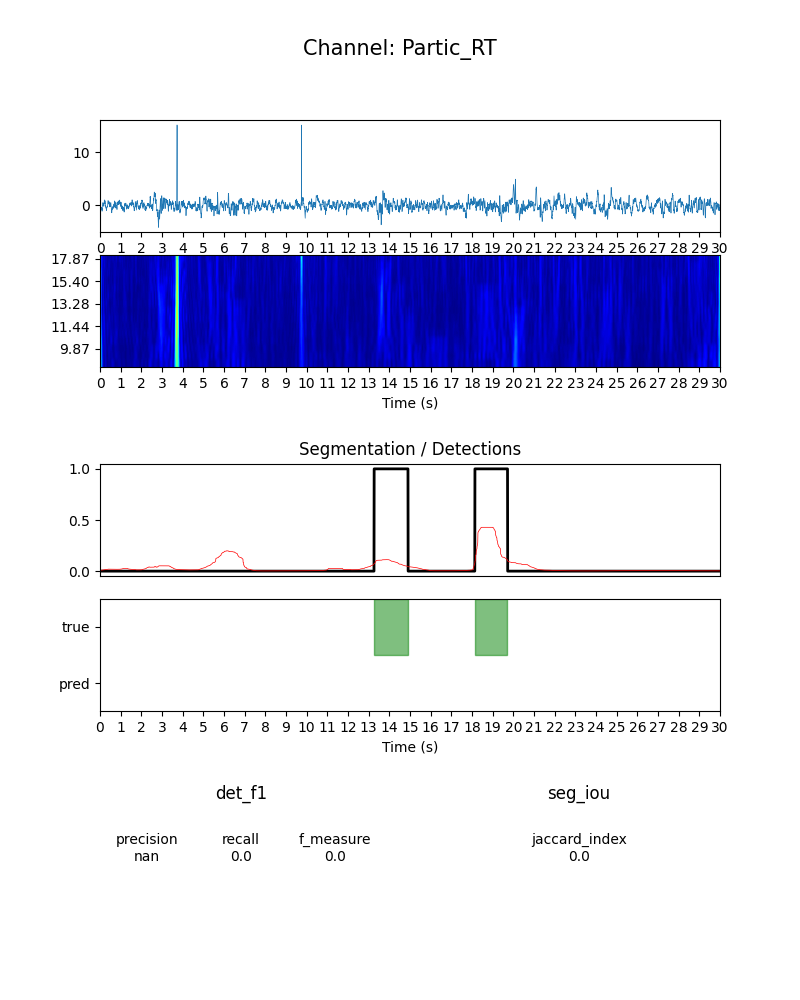 Channel: Partic_RT
10
0
0 1 2 3 4 5 6 7 8 9 10 11 12 13 14 15 16 17 18 19 20 21 22 23 24 25 26 27 28 29 30
17.87
15.40
13.28
11.44
9.87
0 1 2 3 4 5 6 7 8 9 10 11 12 13 14 15 16 17 18 19 20 21 22 23 24 25 26 27 28 29 30
Time (s)
Segmentation / Detections
1.0
0.5
0.0
true
pred
0 1 2 3 4 5 6 7 8 9 10 11 12 13 14 15 16 17 18 19 20 21 22 23 24 25 26 27 28 29 30
Time (s)
det_f1 seg_iou
precision recall f_measure jaccard_index
nan 0.0 0.0 0.0